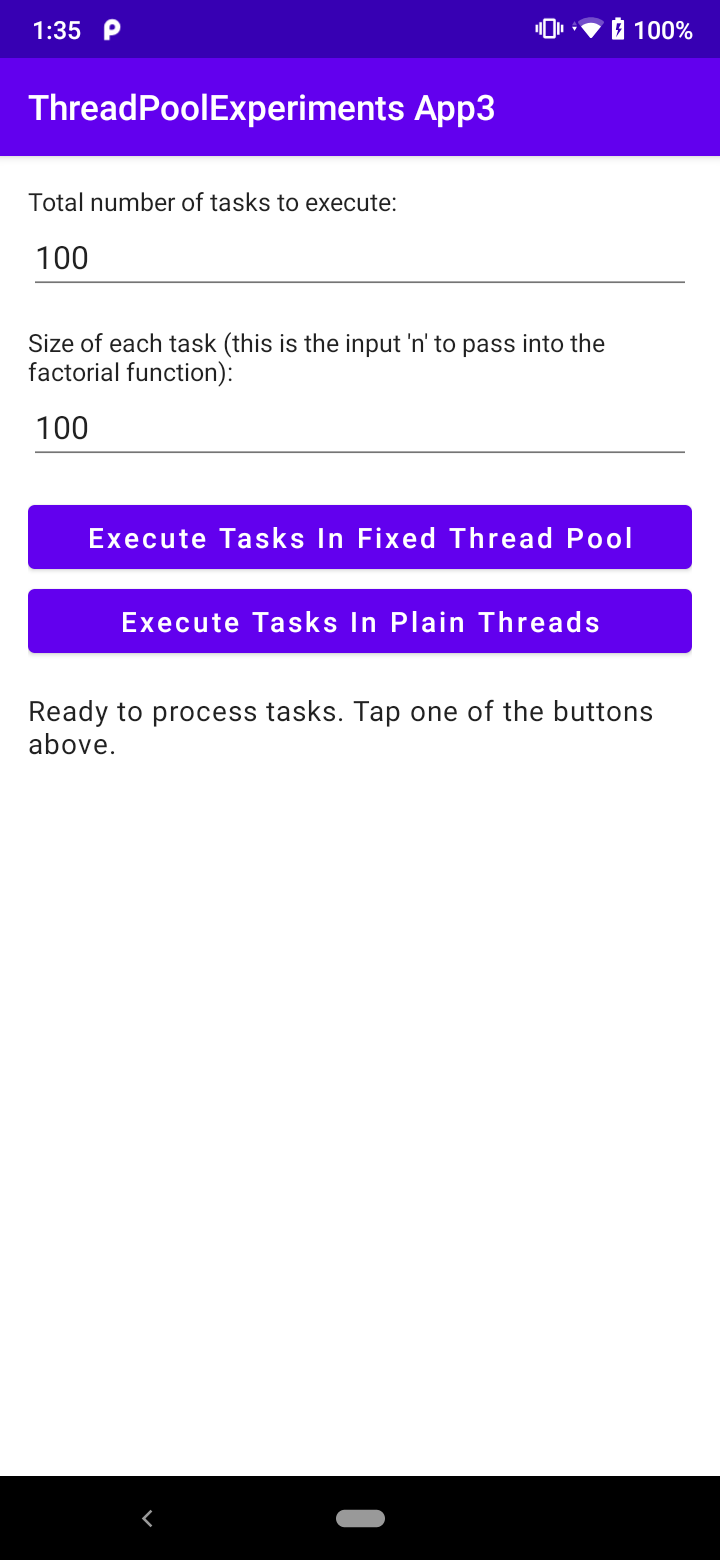 1:35 100%
ThreadPoolExperiments App3
Total number of tasks to execute:
100
Size of each task (this is the input 'n' to pass into the
factorial function):
100
Execute Tasks In Fixed Thread Pool
Execute Tasks In Plain Threads
Ready to process tasks. Tap one of the buttons
above.